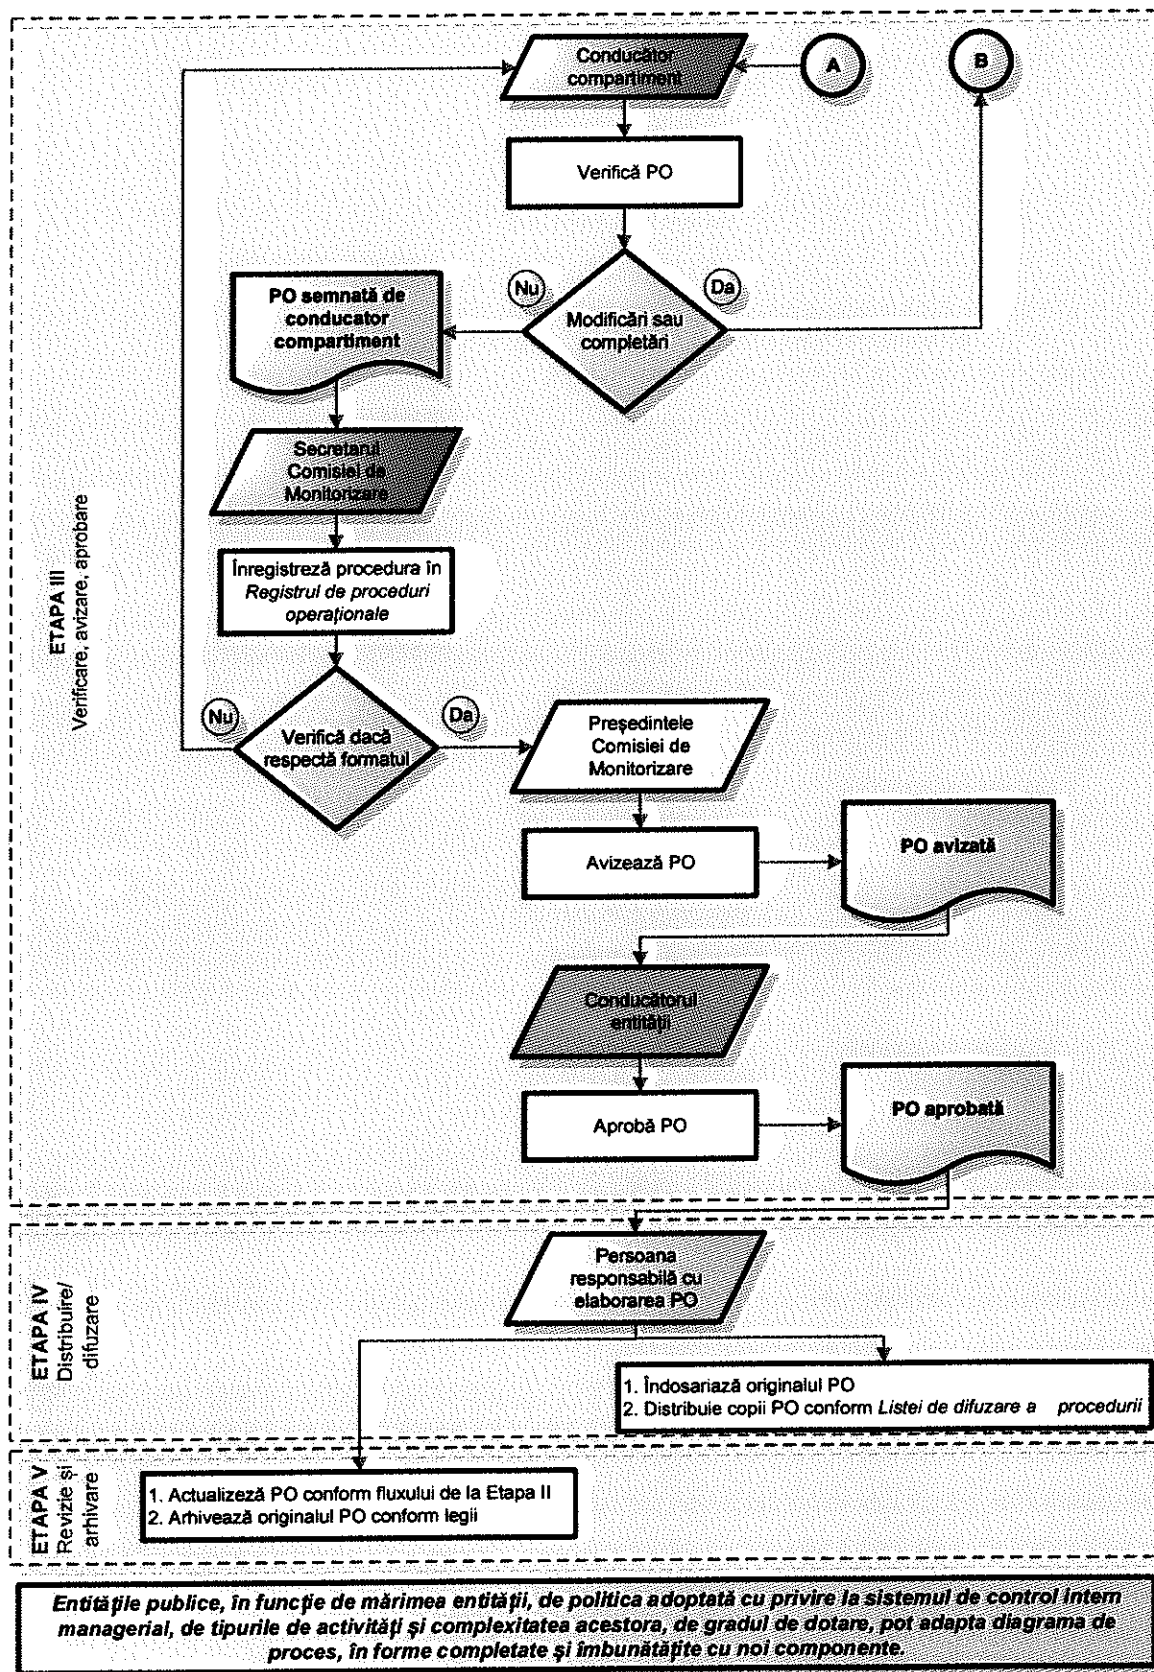 Conducător
compartiment
A
B
Verifică PO
Nu
Da
Modificări sau
completări
PO semnată de
conducator
compartiment
Secretarul
Comisiei de
Monitorizare
Înregistreză procedura în
Registrul de proceduri
operaționale
ETAPA III
Verificare, avizare, aprobare
Nu
Da
Verifică dacă
respectă formatul
Președintele
Comisiei de
Monitorizare
Avizează PO
PO avizată
Conducătorul
entității
Aprobă PO
PO aprobată
ETAPA IV
Distribuire/
difuzare
Persoana
responsabilă cu
elaborarea PO
1. Îndosariază originalul PO
2. Distribuie copii PO conform Listei de difuzare a procedurii
ETAPA V
Revizie și
arhivare
1. Actualizeză PO conform fluxului de la Etapa II
2. Arhivează originalul PO conform legii
Entitățile publice, în funcție de mărimea entității, de politica adoptată cu privire la sistemul de control intern
managerial, de tipurile de activități și complexitatea acestora, de gradul de dotare, pot adapta diagrama de
proces, în forme completate și îmbunătățite cu noi componente.